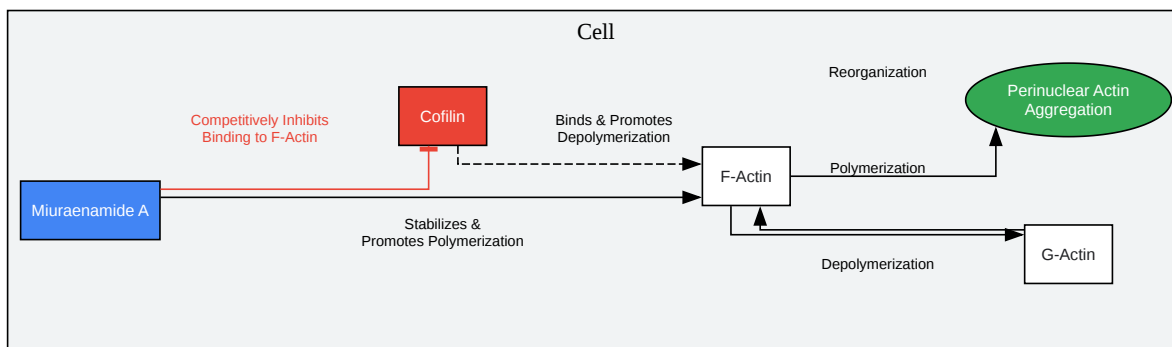 Cell
Reorganization
Perinuclear Actin
Aggregation
Competitively Inhibits
Binding to F-Actin
Cofilin
Binds & Promotes
Depolymerization
F-Actin
Polymerization
Miuraenamide A
Stabilizes &
Promotes Polymerization
Depolymerization
G-Actin